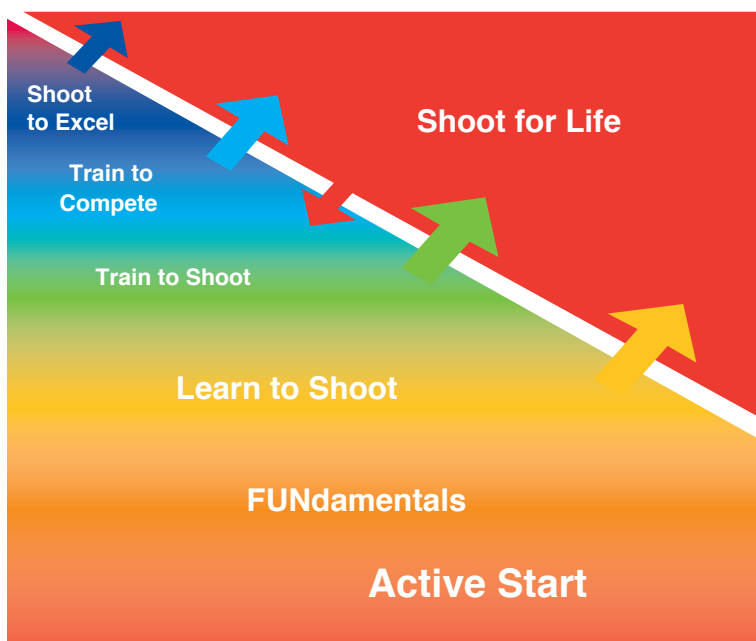 Shoot
to Excel
Shoot for Life
Train to
Compete
Train to Shoot
Learn to Shoot
FUNdamentals
Active Start